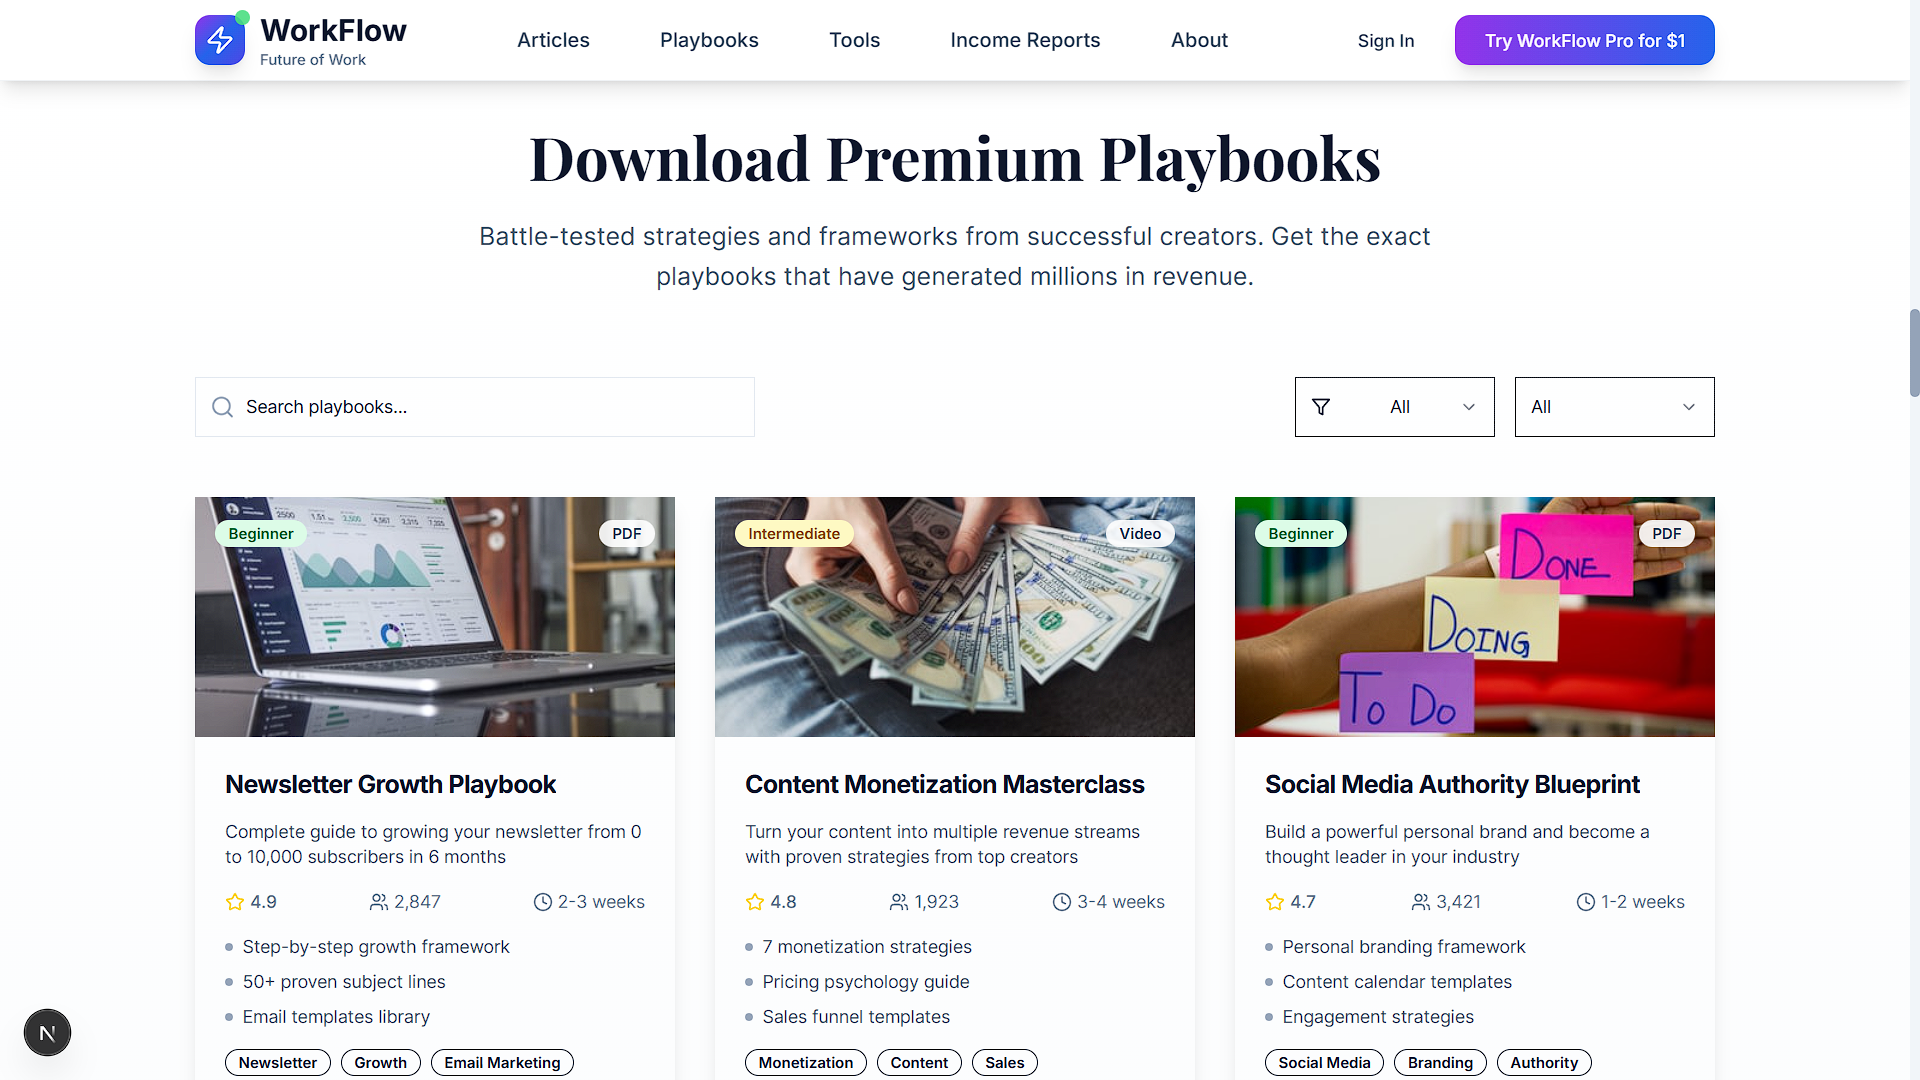 WorkFlow
Future of Work
Articles
Playbooks
Tools
Income Reports
About
Sign In
Try WorkFlow Pro for $1
Download Premium Playbooks
Battle-tested strategies and frameworks from successful creators. Get the exact
playbooks that have generated millions in revenue.
Search playbooks...
All
All
Beginner
PDF
Intermediate
Video
Beginner
PDF
DONE
DOING
TO DO
Newsletter Growth Playbook
Complete guide to growing your newsletter from 0
to 10,000 subscribers in 6 months
4.9
2,847
2-3 weeks
Step-by-step growth framework
50+ proven subject lines
Email templates library
Newsletter
Growth
Email Marketing
Content Monetization Masterclass
Turn your content into multiple revenue streams
with proven strategies from top creators
4.8
1,923
3-4 weeks
7 monetization strategies
Pricing psychology guide
Sales funnel templates
Monetization
Content
Sales
Social Media Authority Blueprint
Build a powerful personal brand and become a
thought leader in your industry
4.7
3,421
1-2 weeks
Personal branding framework
Content calendar templates
Engagement strategies
Social Media
Branding
Authority
N